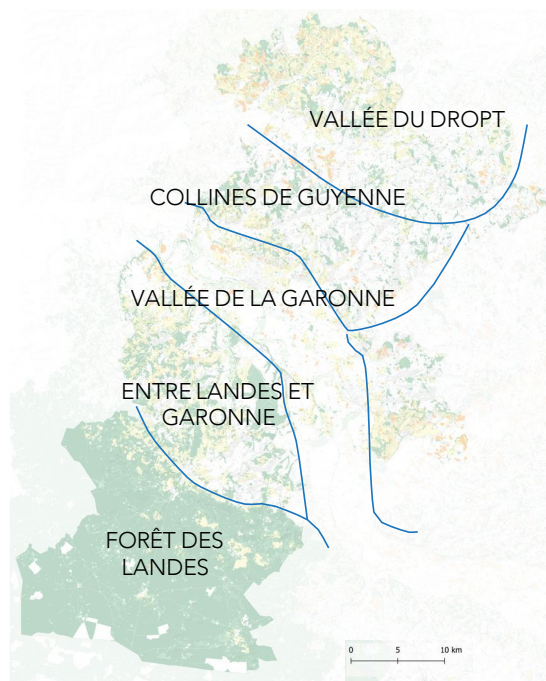 VALLÉE DU DROPT
COLLINES DE GUYENNE
VALLÉE DE LA GARONNE
ENTRE LANDES ET
GARONNE
FORÊT DES
LANDES
0 5 10 km